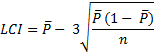 LCI = P̅ − 3√(P̅ (1 − P̅) / n)